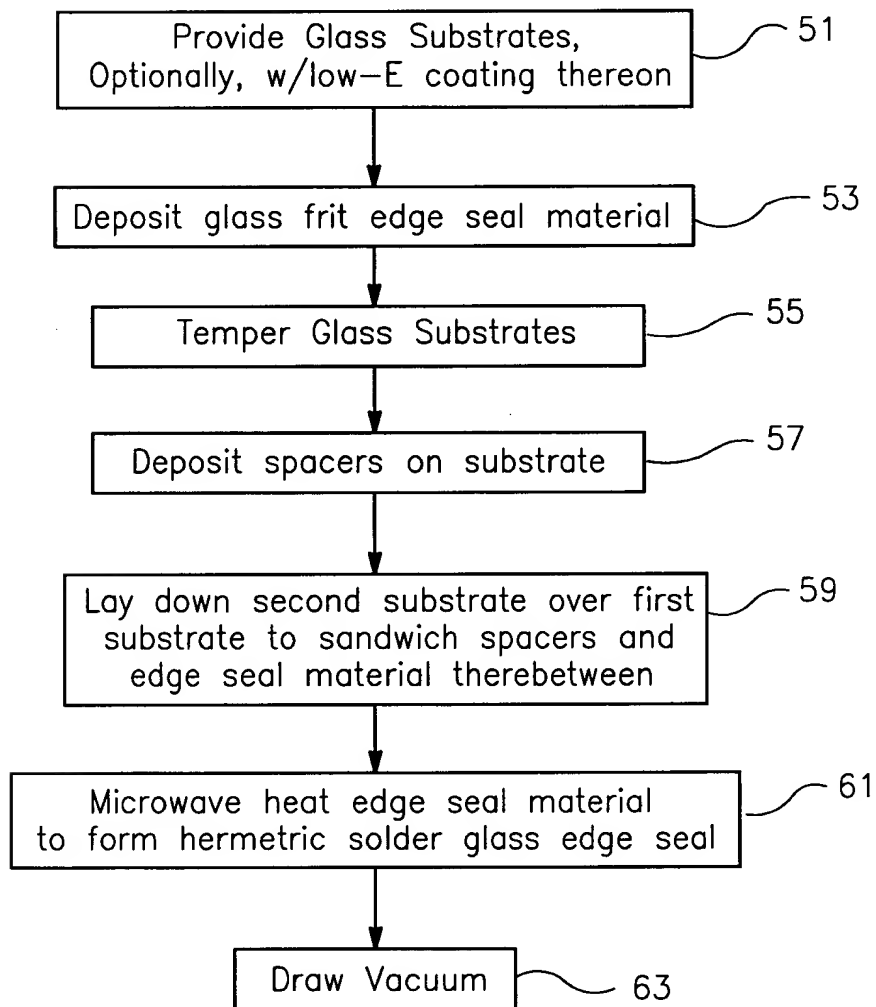 Provide Glass Substrates,
Optionally, w/low-E coating thereon
51
Deposit glass frit edge seal material
53
Temper Glass Substrates
55
Deposit spacers on substrate
57
Lay down second substrate over first
substrate to sandwich spacers and
edge seal material therebetween
59
Microwave heat edge seal material
to form hermetric solder glass edge seal
61
Draw Vacuum
63